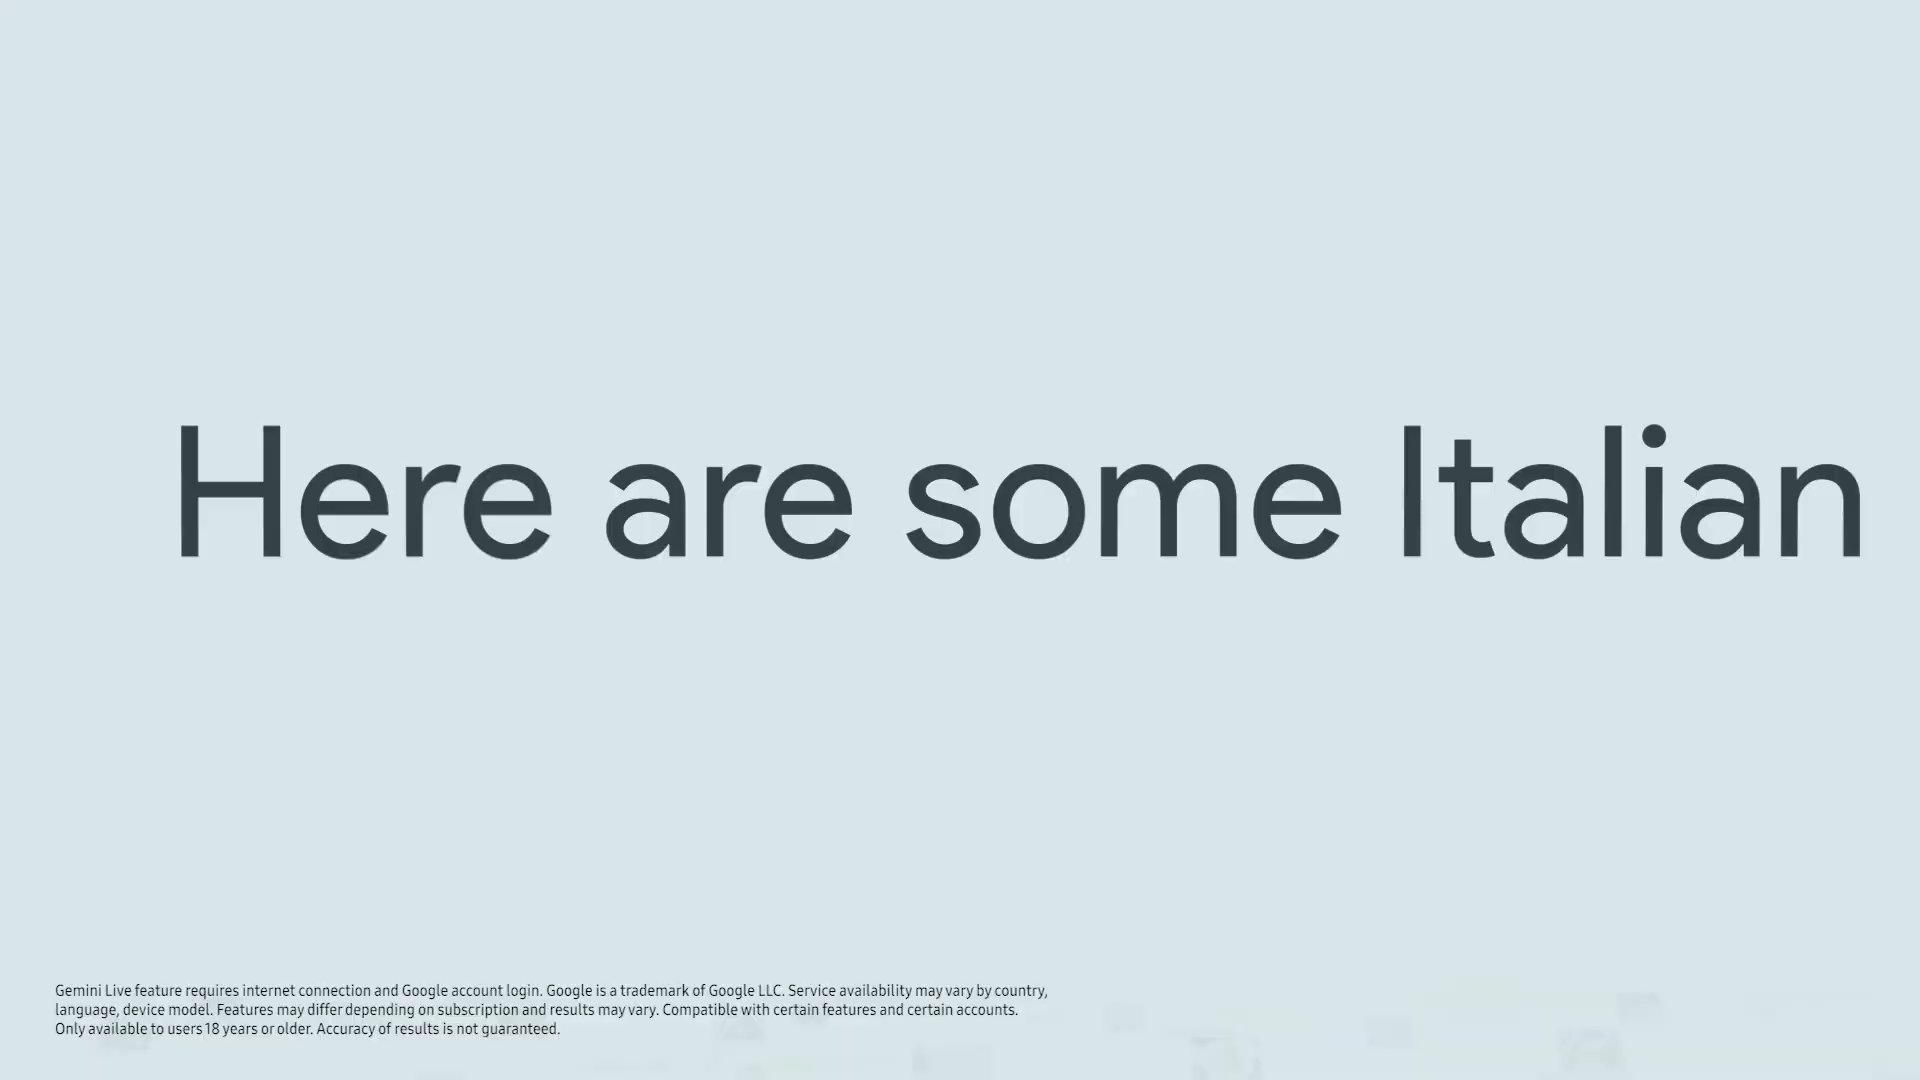 Here are some Italian
Gemini Live feature requires internet connection and Google account login. Google is a trademark of Google LLC. Service availability may vary by country,
language, device model. Features may differ depending on subscription and results may vary. Compatible with certain features and certain accounts.
Only available to users 18 years or older. Accuracy of results is not guaranteed.